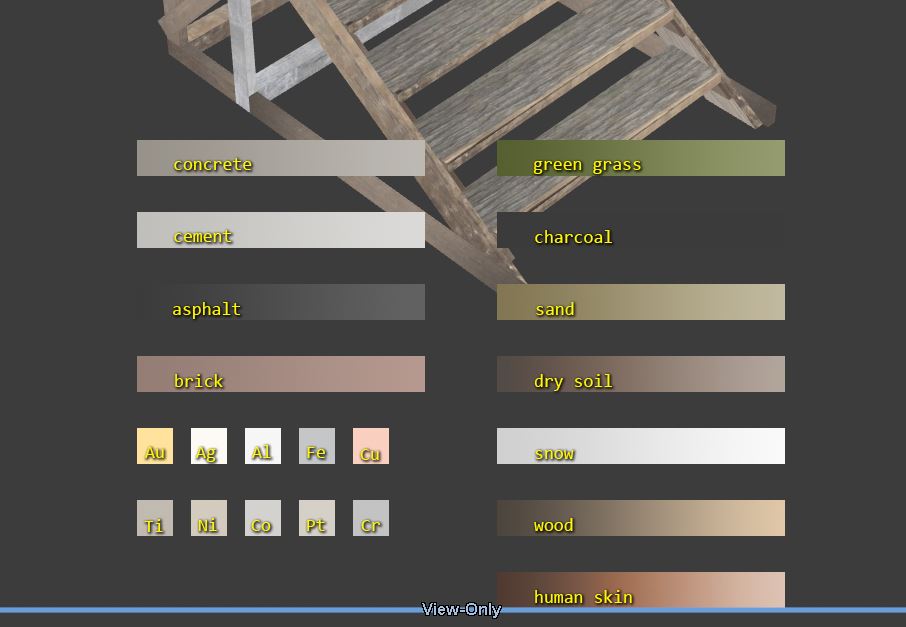 concrete
green grass
cement
charcoal
asphalt
sand
brick
dry soil
Au Ag Al Fe Cu
snow
Ti Ni Co Pt Cr
wood
human skin
View-Only